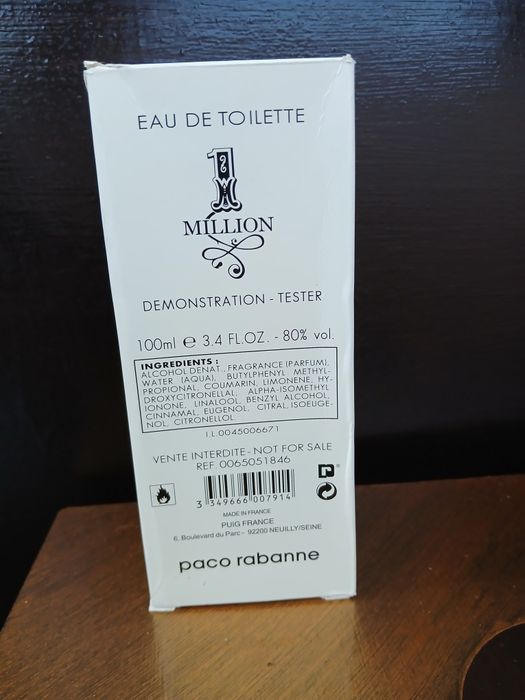 EAU DE TOILETTE
1
MILLION
DEMONSTRATION - TESTER
100ml e 3.4 FL.OZ. - 80% vol.
INGREDIENTS :
ALCOHOL DENAT., FRAGRANCE (PARFUM),
WATER (AQUA), BUTYLPHENYL METHYL-
PROPIONAL, COUMARIN, LIMONENE, HY-
DROXYCITRONELLAL, ALPHA-ISOMETHYL
IONONE, LINALOOL, BENZYL ALCOHOL,
CINNAMAL, EUGENOL, CITRAL, ISOEUGE-
NOL, CITRONELLOL
I.L.0045006671
VENTE INTERDITE - NOT FOR SALE
REF. 0065051846
3 349666 007914
MADE IN FRANCE
PUIG FRANCE
6, Boulevard du Parc - 92200 NEUILLY/SEINE
paco rabanne